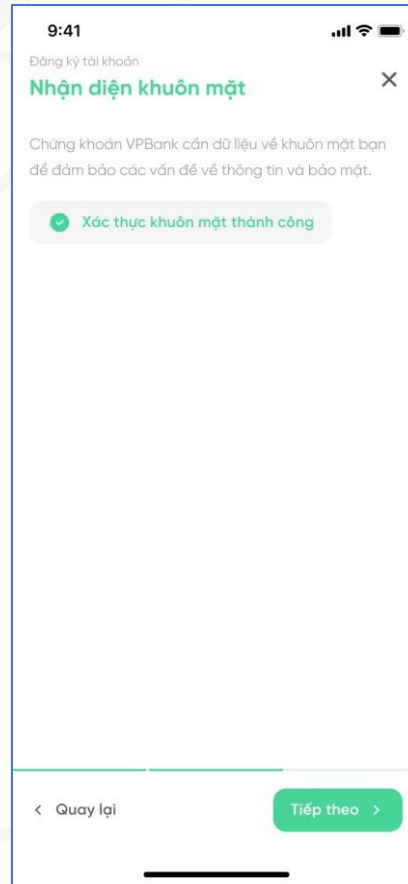 9:41
Đăng ký tài khoản
Nhận diện khuôn mặt
Chứng khoán VPBank cần dữ liệu về khuôn mặt bạn
để đảm bảo các vấn đề về thông tin và bảo mật.
Xác thực khuôn mặt thành công
Quay lại
Tiếp theo